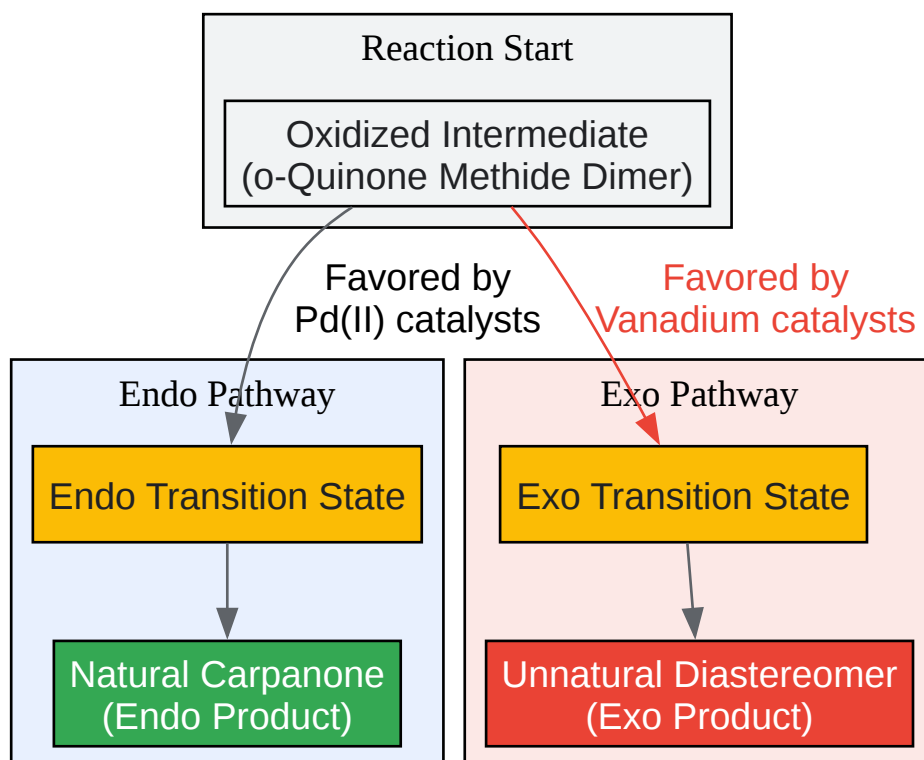 Reaction Start
Oxidized Intermediate
(o-Quinone Methide Dimer)
Favored by
Pd(II) catalysts
Favored by
Vanadium catalysts
Endo Pathway
Exo Pathway
Endo Transition State
Exo Transition State
Natural Carpanone
(Endo Product)
Unnatural Diastereomer
(Exo Product)